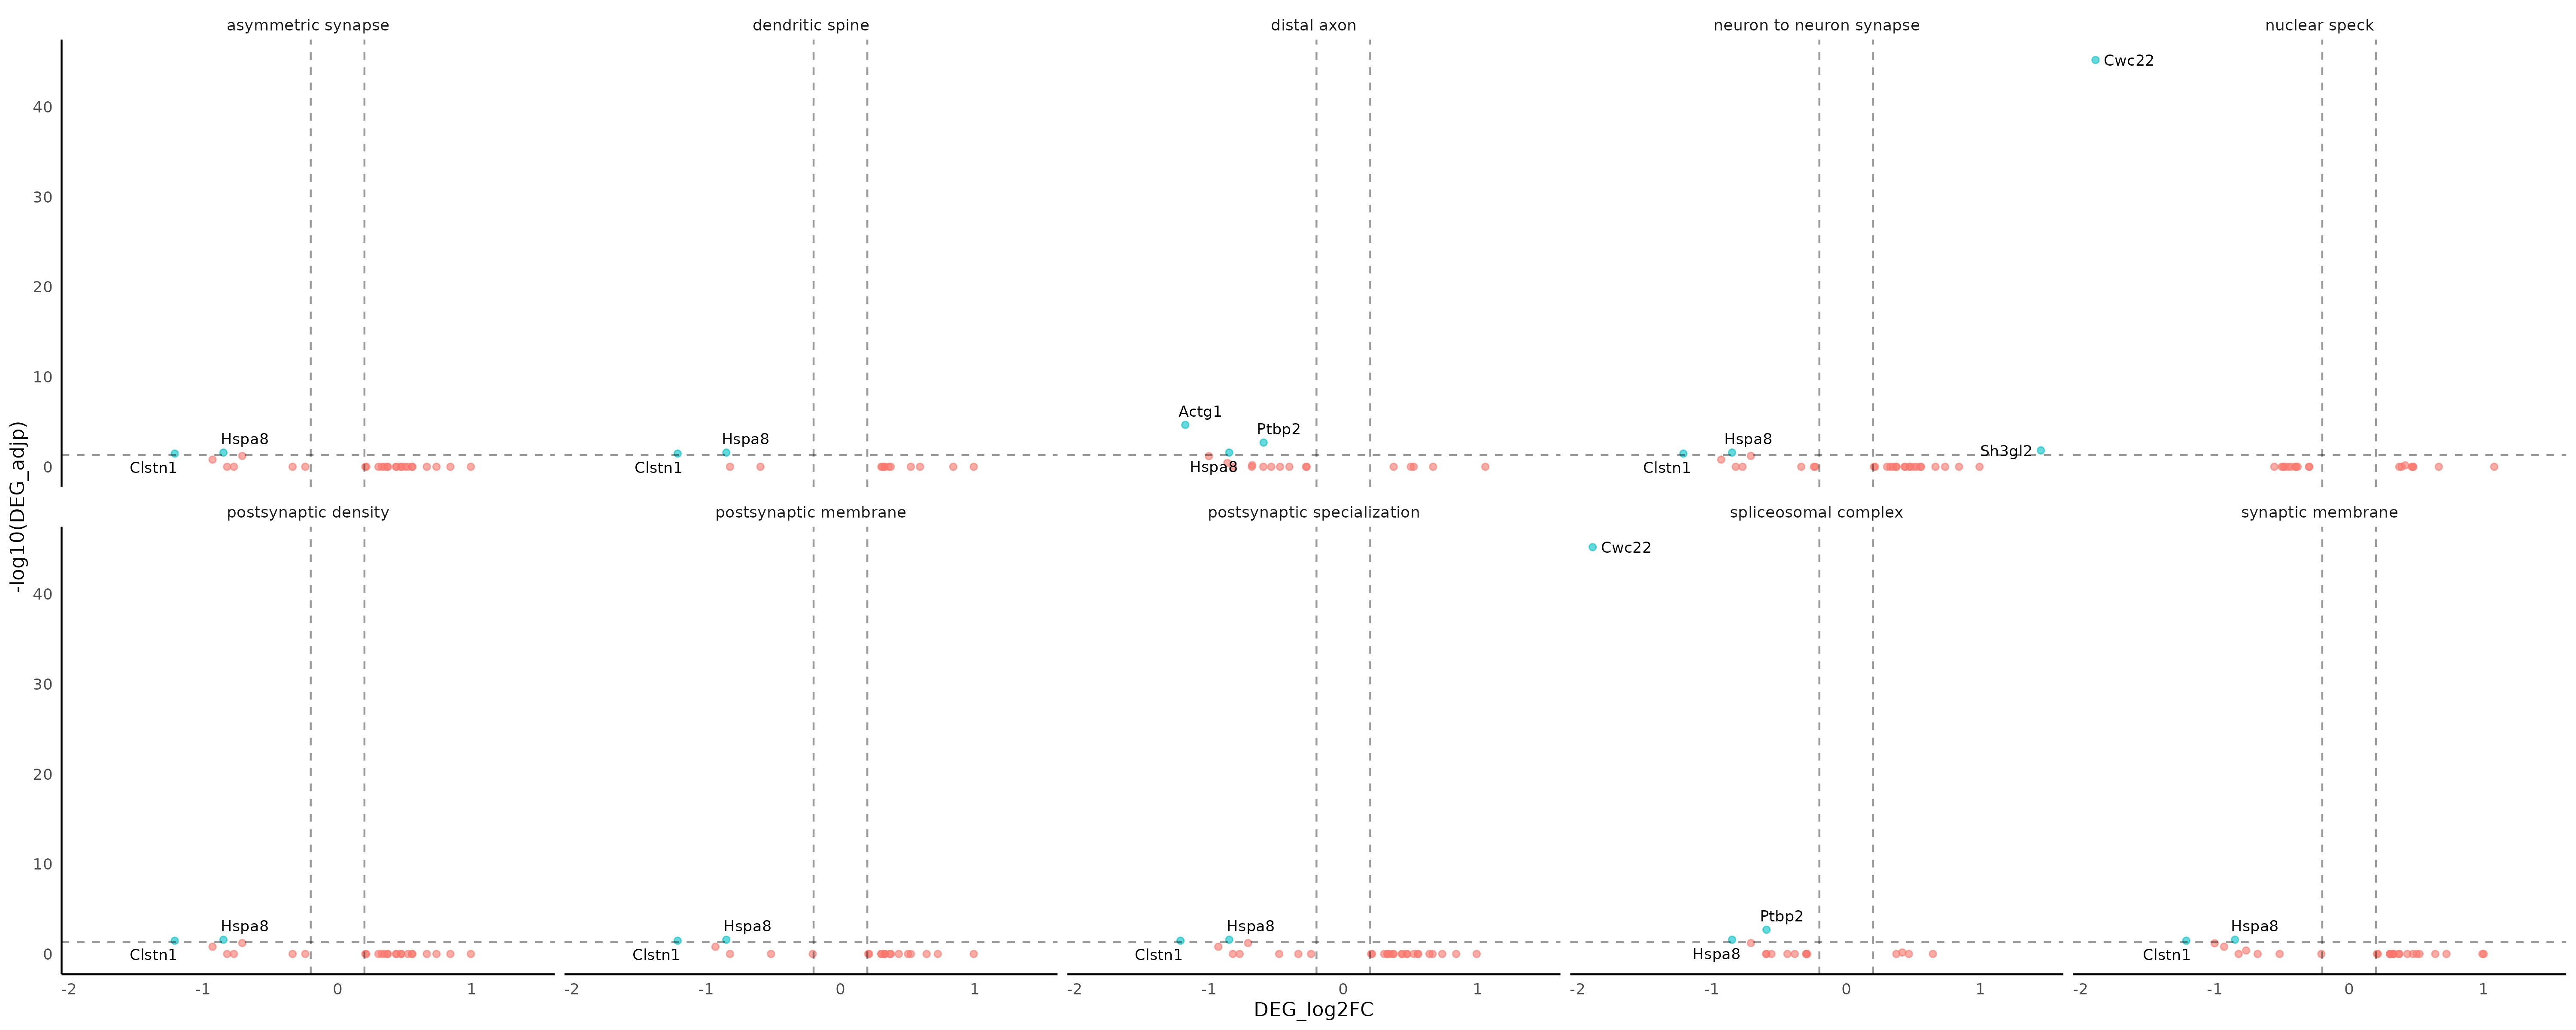 asymmetric synapse
dendritic spine
distal axon
neuron to neuron synapse
nuclear speck
Cwc22
40
30
20
10
0
Actg1
Ptbp2
Hspa8
Clstn1
Hspa8
Clstn1
Hspa8
Hspa8
Clstn1
Sh3gl2
-log10(DEG_adjp)
postsynaptic density
postsynaptic membrane
postsynaptic specialization
spliceosomal complex
synaptic membrane
Cwc22
40
30
20
10
0
Hspa8
Clstn1
Hspa8
Clstn1
Hspa8
Clstn1
Ptbp2
Hspa8
Hspa8
Clstn1
-2 -1 0 1
-2 -1 0 1
-2 -1 0 1
-2 -1 0 1
-2 -1 0 1
DEG_log2FC